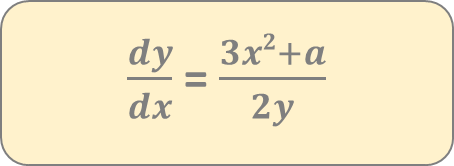 dy/dx = (3x²+a)/(2y)